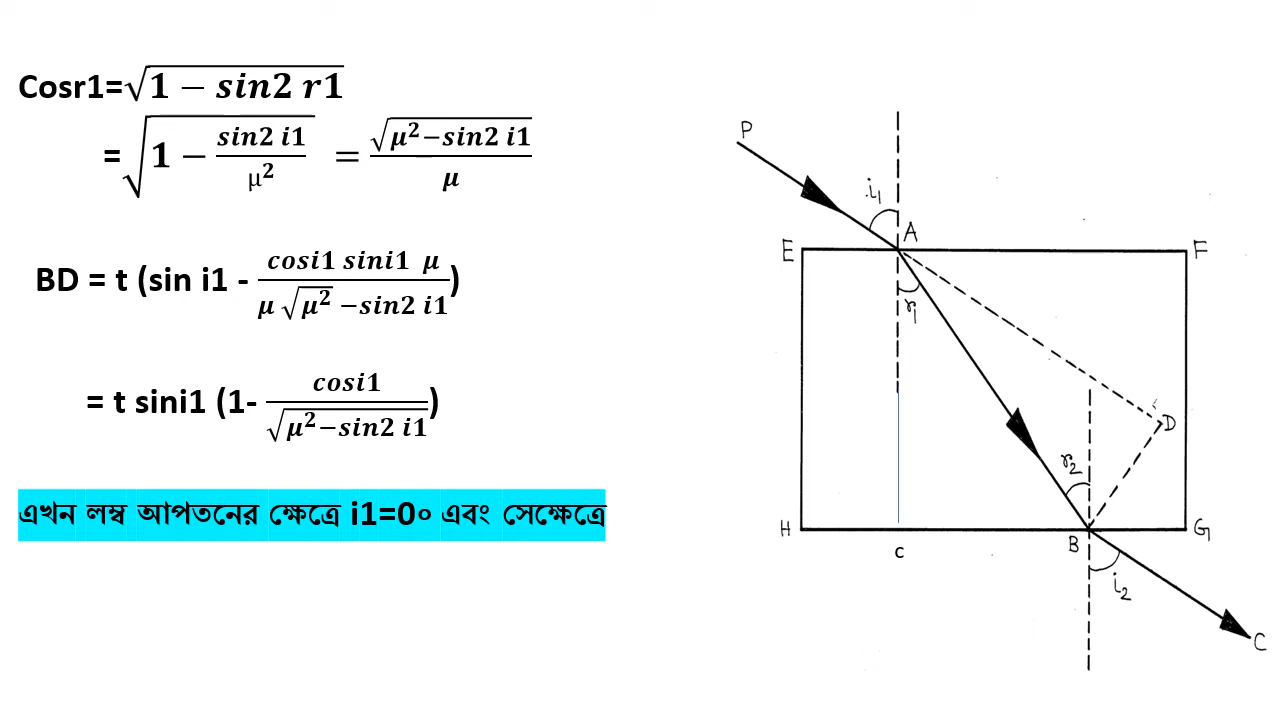 Cosr1=√(1 − sin2 r1)
= √(1 − sin2 i1/μ²) = √(μ²−sin2 i1)/μ
BD = t (sin i1 - cosi1 sini1 μ/μ √μ² −sin2 i1)
= t sini1 (1- cosi1/√(μ²−sin2 i1))
এখন লম্ব আপতনের ক্ষেত্রে i1=0০ এবং সেক্ষেত্রে
P
i₁
A
E
F
r₁
D
r₂
H
c
B
G
i₂
C